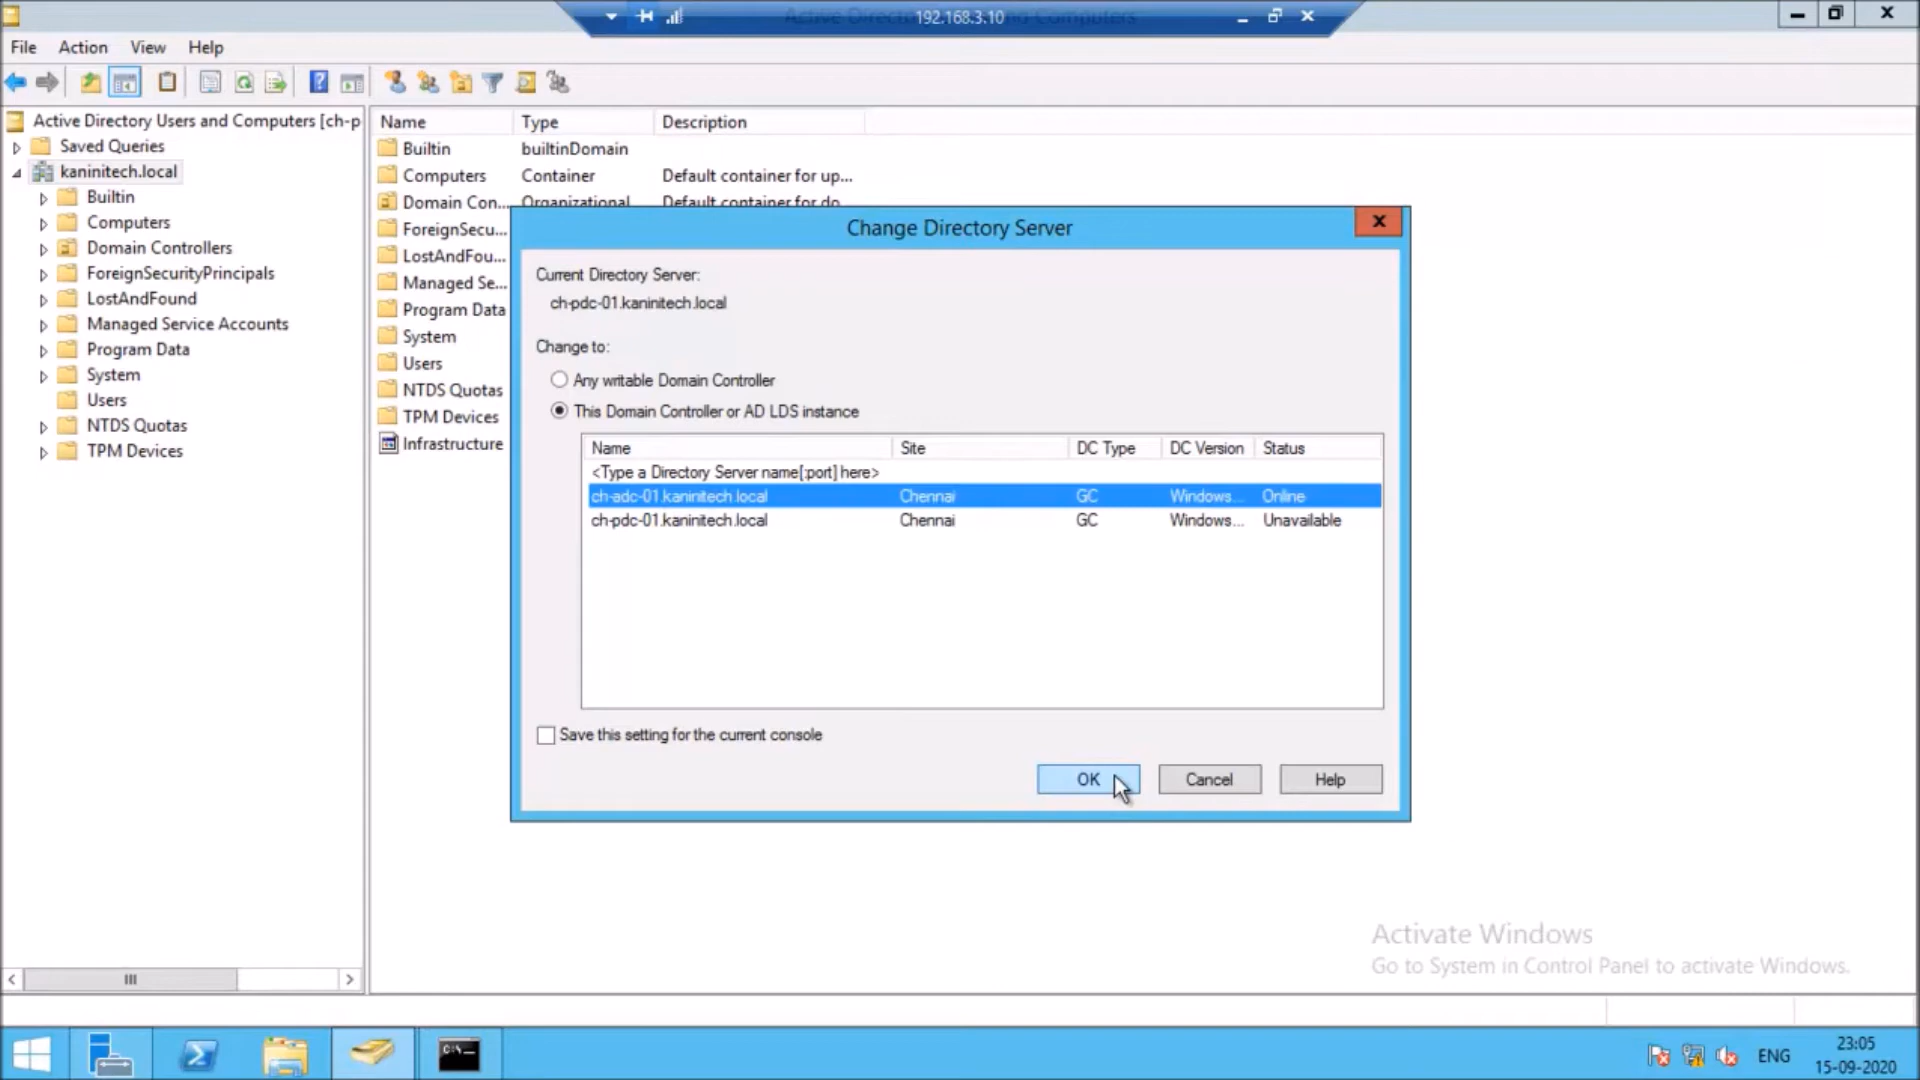 192.168.3.10
File Action View Help
Active Directory Users and Computers [ch-p
Saved Queries
kaninitech.local
Builtin
Computers
Domain Controllers
ForeignSecurityPrincipals
LostAndFound
Managed Service Accounts
Program Data
System
Users
NTDS Quotas
TPM Devices
Name Type Description
Builtin builtinDomain
Computers Container Default container for up...
Domain Con... Organizational Default container for do
ForeignSecu...
LostAndFou...
Managed Se...
Program Data
System
Users
NTDS Quotas
TPM Devices
Infrastructure
Change Directory Server
Current Directory Server:
ch-pdc-01.kaninitech.local
Change to:
Any writable Domain Controller
This Domain Controller or AD LDS instance
Name Site DC Type DC Version Status
<Type a Directory Server name[:port] here>
ch-adc-01.kaninitech.local Chennai GC Windows... Online
ch-pdc-01.kaninitech.local Chennai GC Windows... Unavailable
Save this setting for the current console
OK Cancel Help
Activate Windows
Go to System in Control Panel to activate Windows.
C:\_
ENG
23:05
15-09-2020